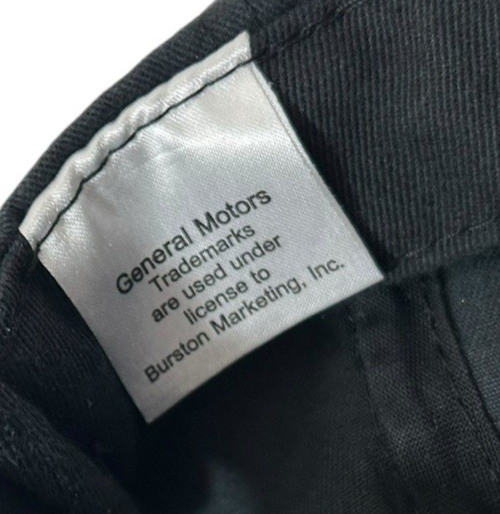 General Motors
Trademarks
are used under
license to
Burston Marketing, Inc.